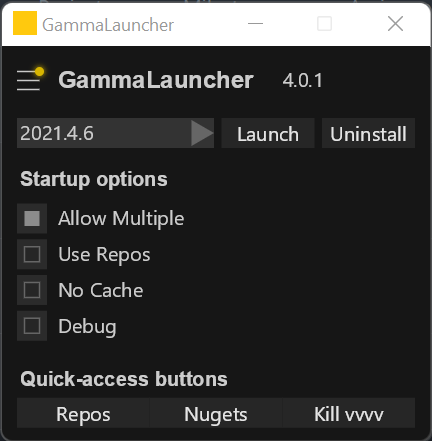 GammaLauncher
GammaLauncher 4.0.1
2021.4.6 Launch Uninstall
Startup options
Allow Multiple
Use Repos
No Cache
Debug
Quick-access buttons
Repos Nugets Kill vvvv